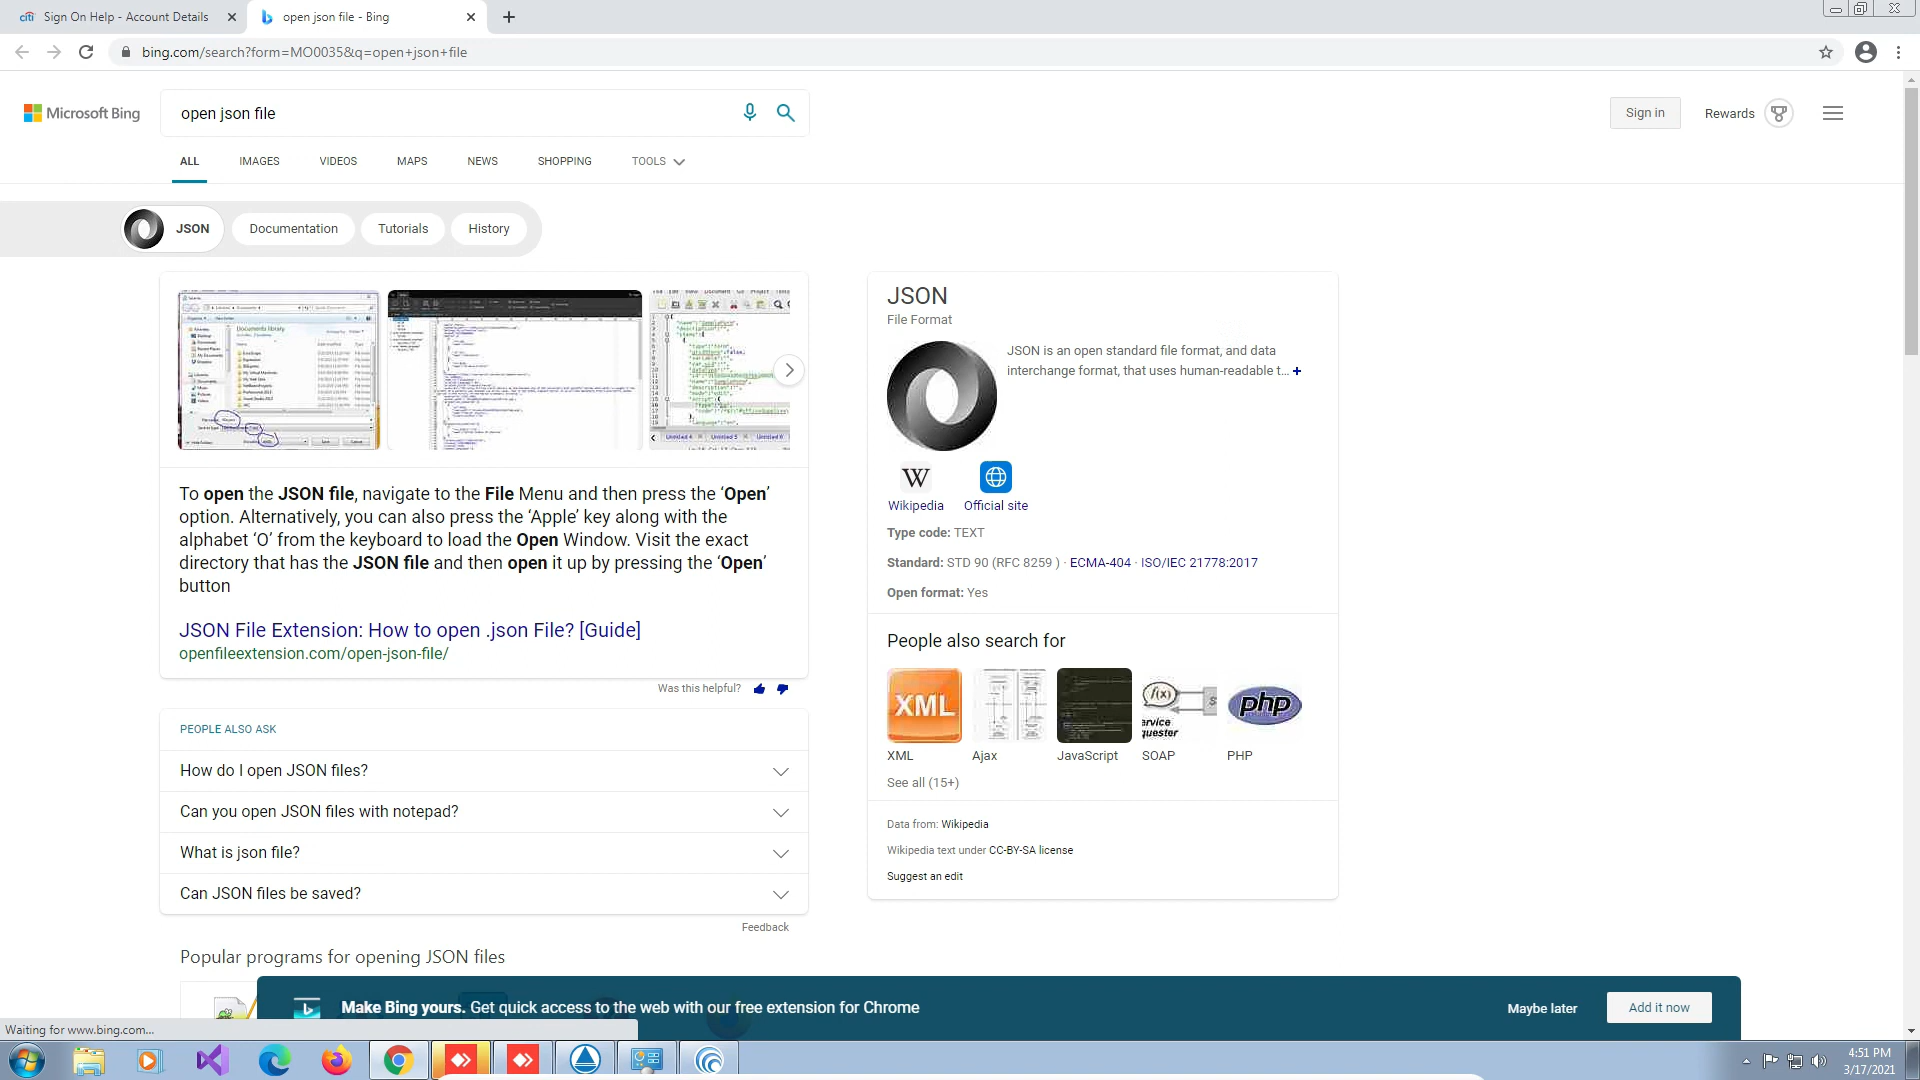 citi Sign On Help - Account Details
open json file - Bing
bing.com/search?form=MO0035&q=open+json+file
Microsoft Bing
open json file
Sign in
Rewards
ALL
IMAGES
VIDEOS
MAPS
NEWS
SHOPPING
TOOLS
JSON
Documentation
Tutorials
History
To open the JSON file, navigate to the File Menu and then press the ‘Open’
option. Alternatively, you can also press the ‘Apple’ key along with the
alphabet ‘O’ from the keyboard to load the Open Window. Visit the exact
directory that has the JSON file and then open it up by pressing the ‘Open’
button
JSON File Extension: How to open .json File? [Guide]
openfileextension.com/open-json-file/
Was this helpful?
PEOPLE ALSO ASK
How do I open JSON files?
Can you open JSON files with notepad?
What is json file?
Can JSON files be saved?
Feedback
Popular programs for opening JSON files
JSON
File Format
JSON is an open standard file format, and data
interchange format, that uses human-readable t...
W
Wikipedia
Official site
Type code: TEXT
Standard: STD 90 (RFC 8259 ) · ECMA-404 · ISO/IEC 21778:2017
Open format: Yes
People also search for
XML
f(x)
S
ervice
quester
php
XML
Ajax
JavaScript
SOAP
PHP
See all (15+)
Data from: Wikipedia
Wikipedia text under CC-BY-SA license
Suggest an edit
Make Bing yours. Get quick access to the web with our free extension for Chrome
Maybe later
Add it now
Waiting for www.bing.com...
4:51 PM
3/17/2021